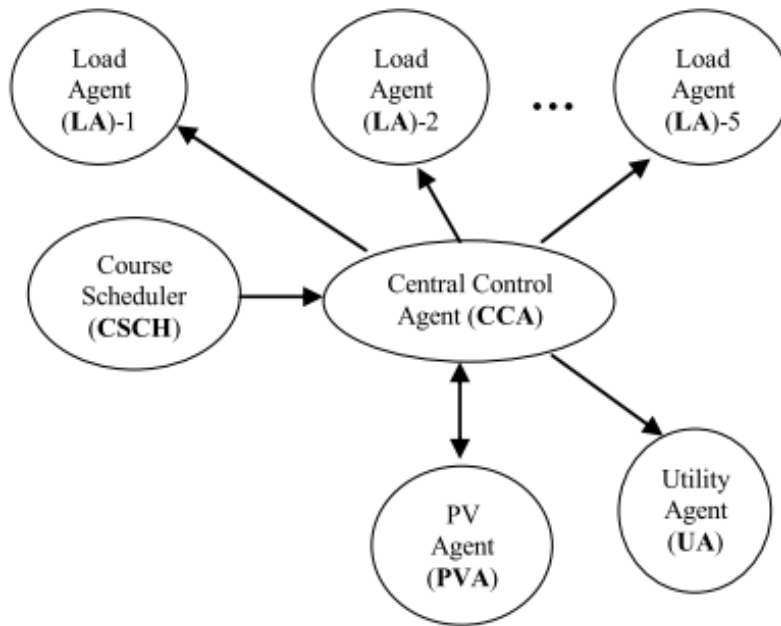 Load
Agent
(LA)-1
Load
Agent
(LA)-2
...
Load
Agent
(LA)-5
Course
Scheduler
(CSCH)
Central Control
Agent (CCA)
PV
Agent
(PVA)
Utility
Agent
(UA)